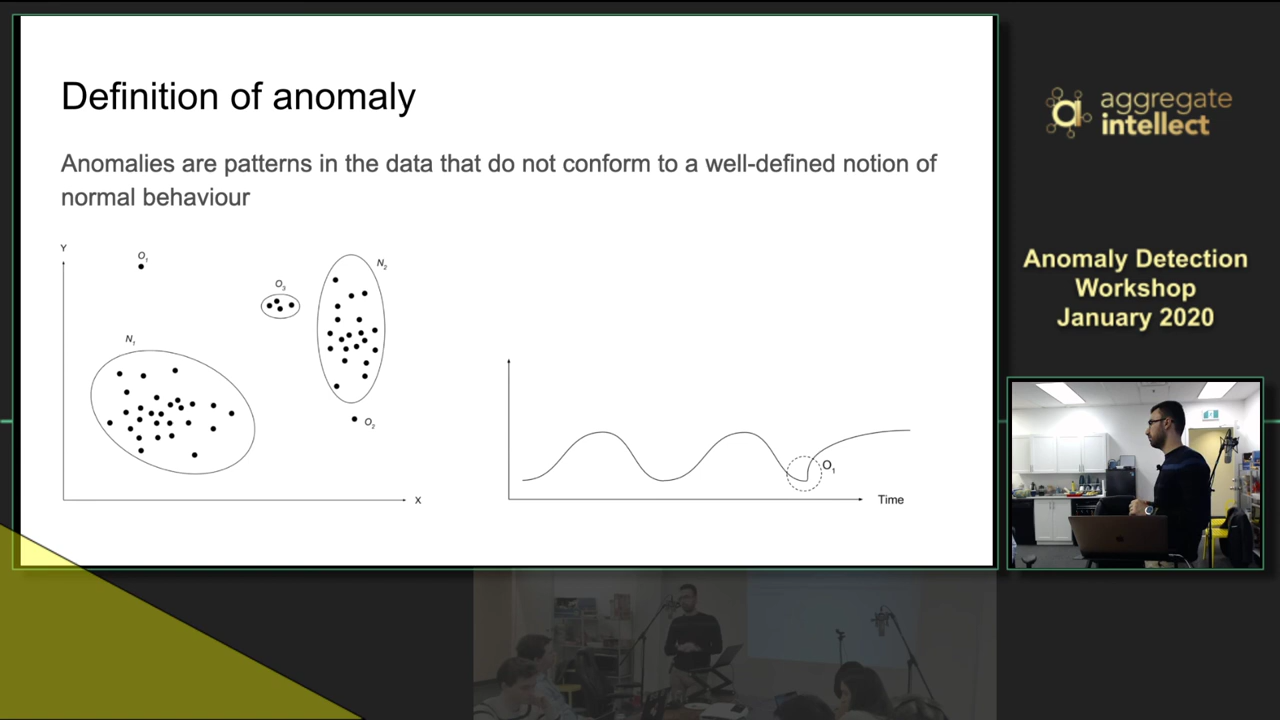 Definition of anomaly
Anomalies are patterns in the data that do not conform to a well-defined notion of
normal behaviour
Y
O₁
O₃
N₂
N₁
O₂
X
O₁
Time
aggregate
intellect
Anomaly Detection
Workshop
January 2020